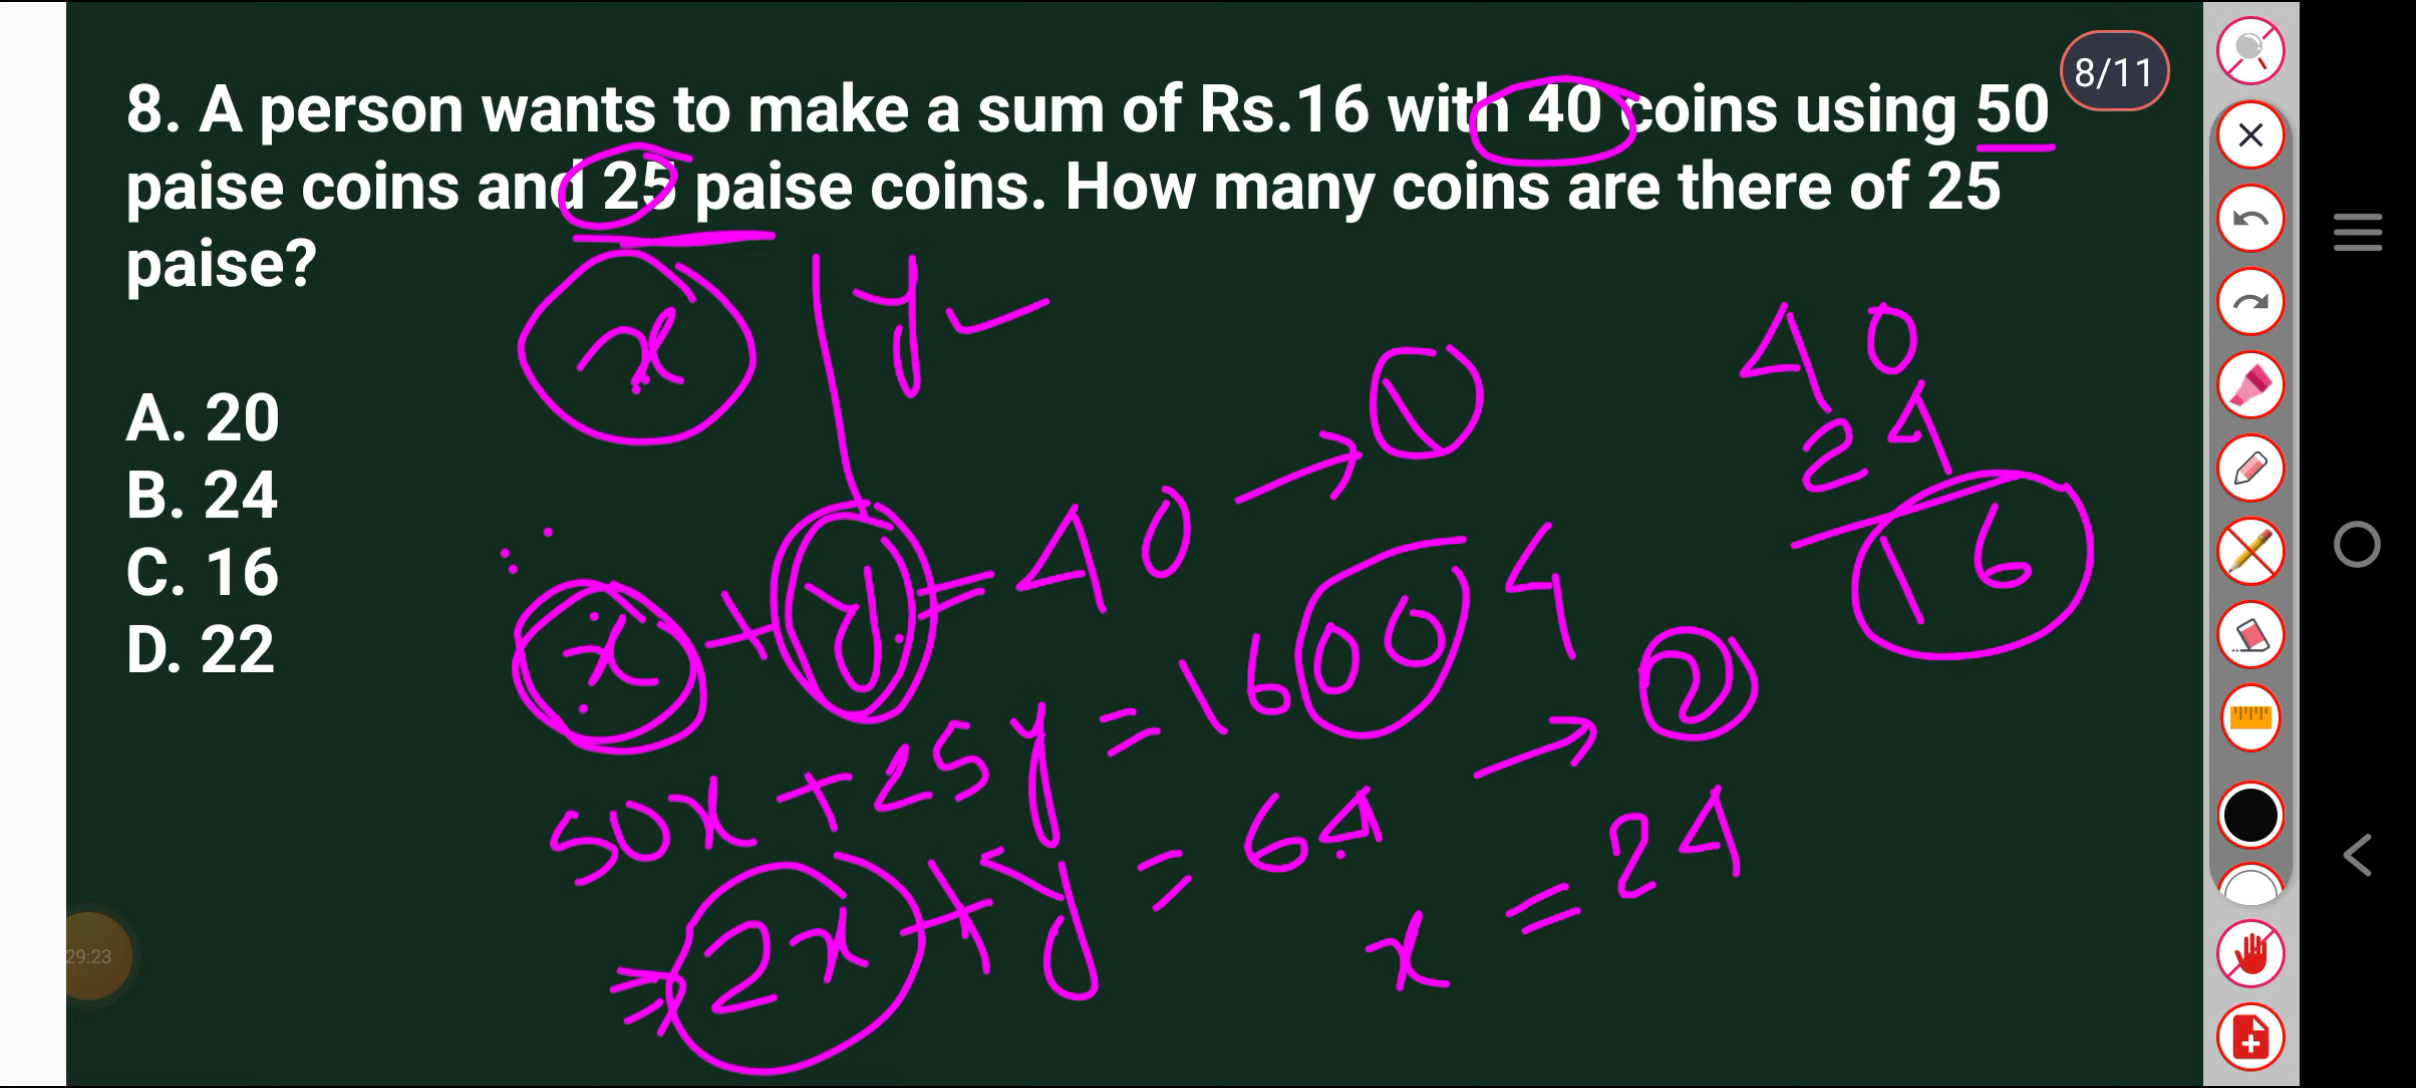 8/11
8. A person wants to make a sum of Rs.16 with 40 coins using 50
paise coins and 25 paise coins. How many coins are there of 25
paise?
x | y ✓
A. 20
B. 24
C. 16
D. 22
40
24
16
x + y = 40 → 1
50x + 25y = 1600 4 → 2
⇒ 2x + y = 64
x = 24
29:23